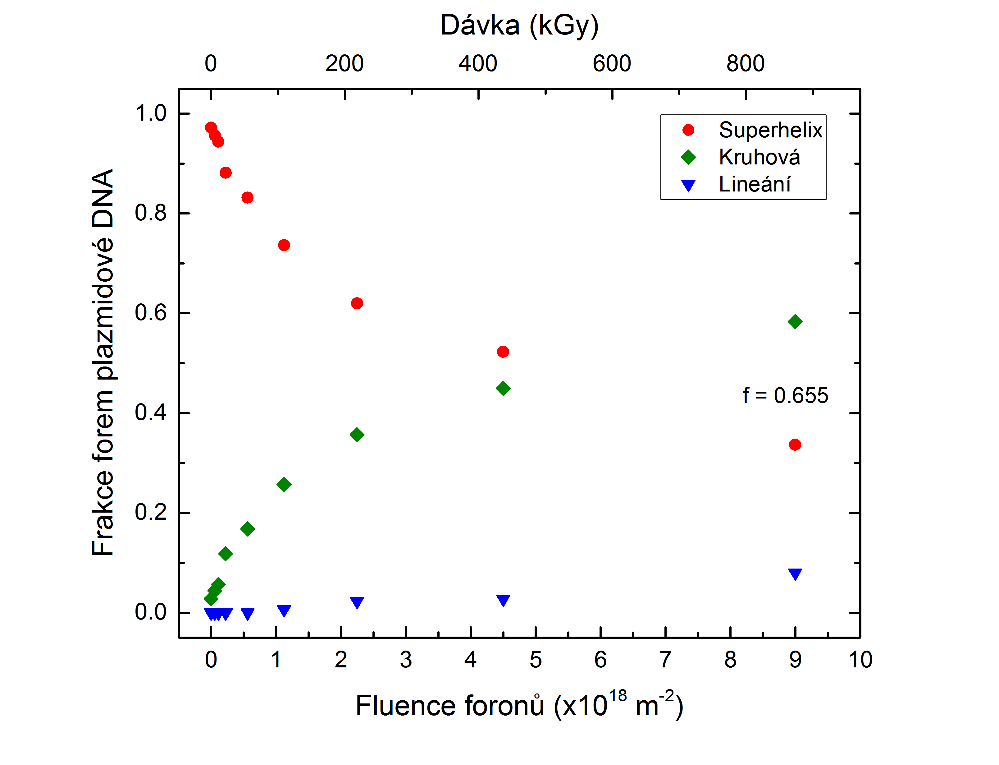 Dávka (kGy)
0 200 400 600 800
1.0
0.8
0.6
0.4
0.2
0.0
Frakce forem plazmidové DNA
Superhelix
Kruhová
Lineání
f = 0.655
0 1 2 3 4 5 6 7 8 9 10
Fluence foronů (x10¹⁸ m⁻²)